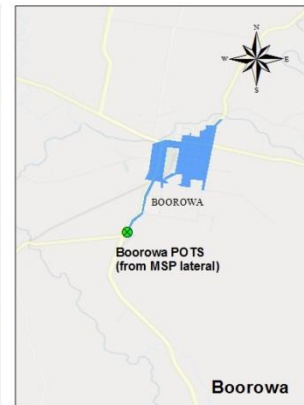 N
W
E
S
BOOROWA
Boorowa POTS
(from MSP lateral)
Boorowa